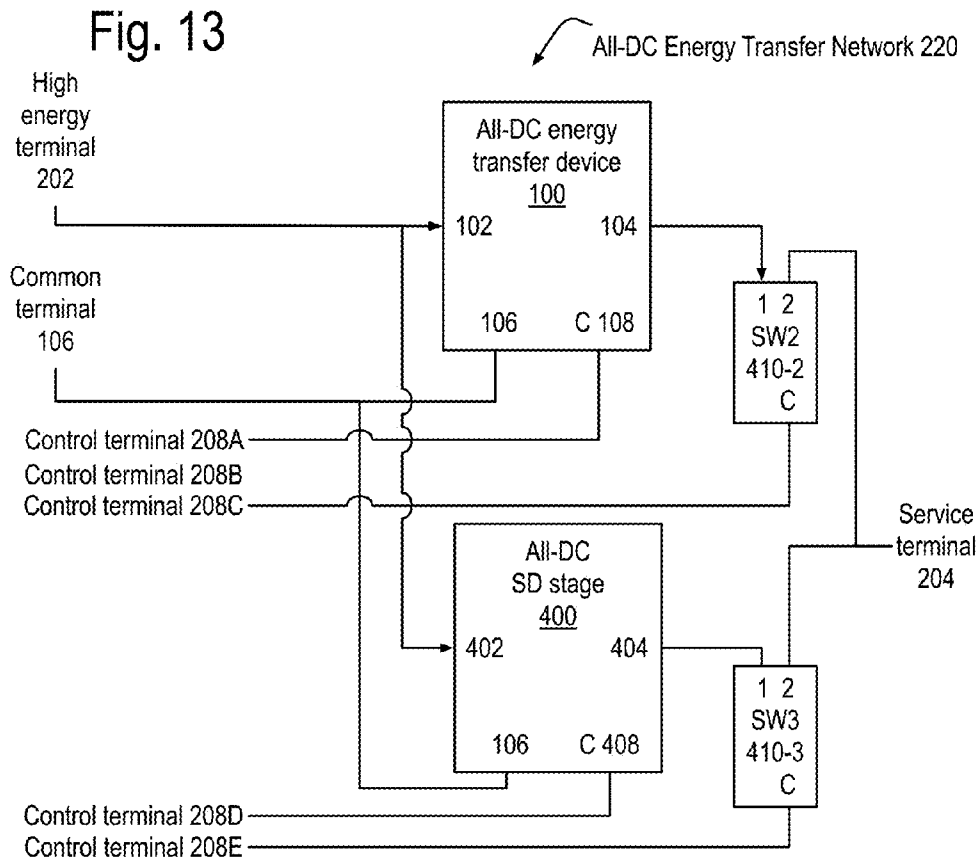 Fig. 13
All-DC Energy Transfer Network 220
High
energy
terminal
202
All-DC energy
transfer device
100
102
104
106
C 108
Common
terminal
106
1 2
SW2
410-2
C
Control terminal 208A
Control terminal 208B
Control terminal 208C
Service
terminal
204
All-DC
SD stage
400
402
404
106
C 408
1 2
SW3
410-3
C
Control terminal 208D
Control terminal 208E